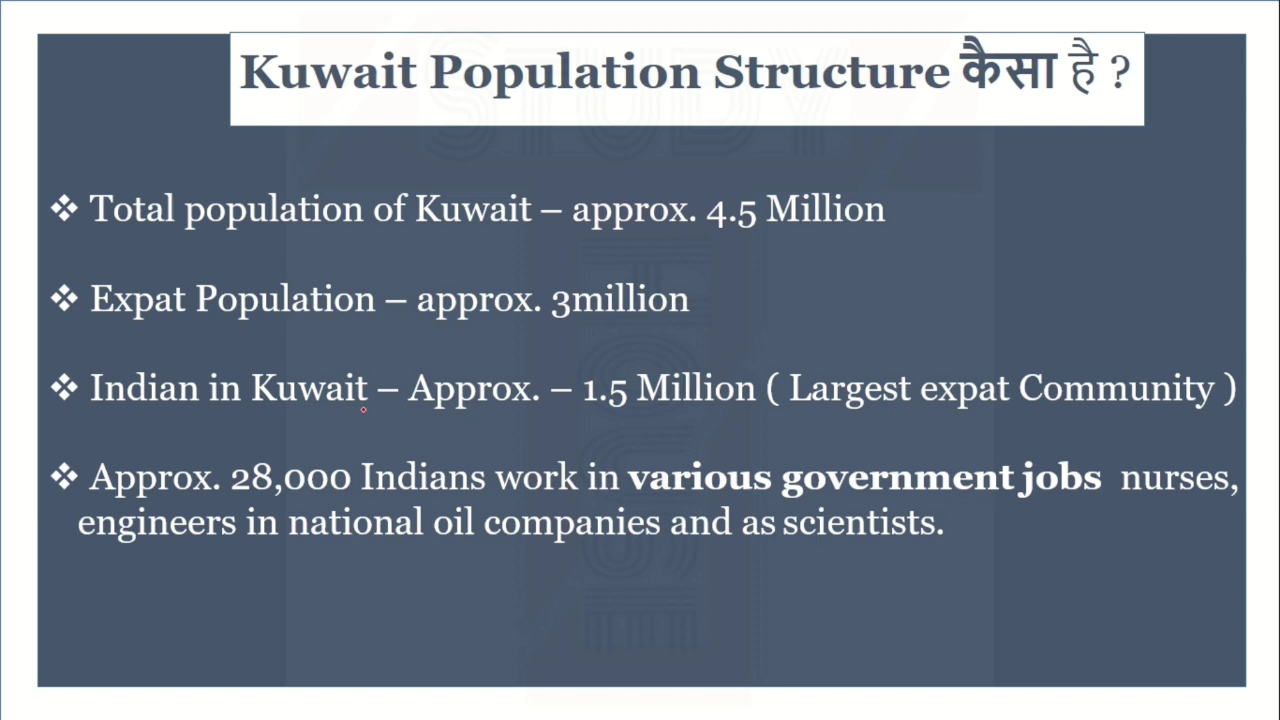 Kuwait Population Structure कैसा है ?
❖ Total population of Kuwait – approx. 4.5 Million
❖ Expat Population – approx. 3million
❖ Indian in Kuwait – Approx. – 1.5 Million ( Largest expat Community )
❖ Approx. 28,000 Indians work in various government jobs nurses,
engineers in national oil companies and as scientists.
STUDY